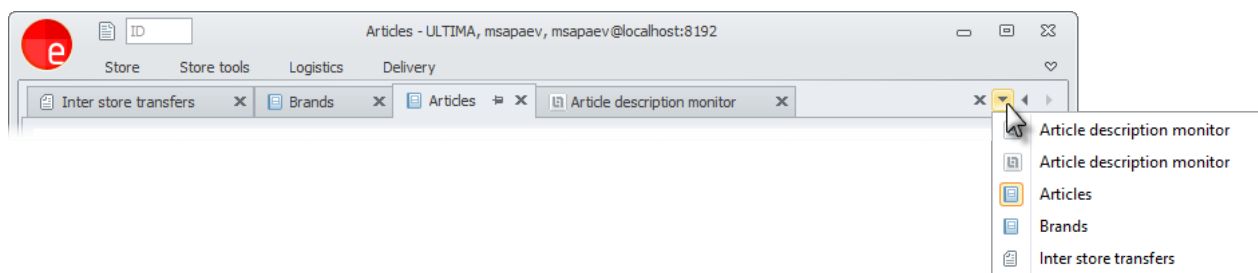 ID
Articles - ULTIMA, msapaev, msapaev@localhost:8192
e
Store Store tools Logistics Delivery
Inter store transfers Brands Articles Article description monitor
Article description monitor
Article description monitor
Articles
Brands
Inter store transfers